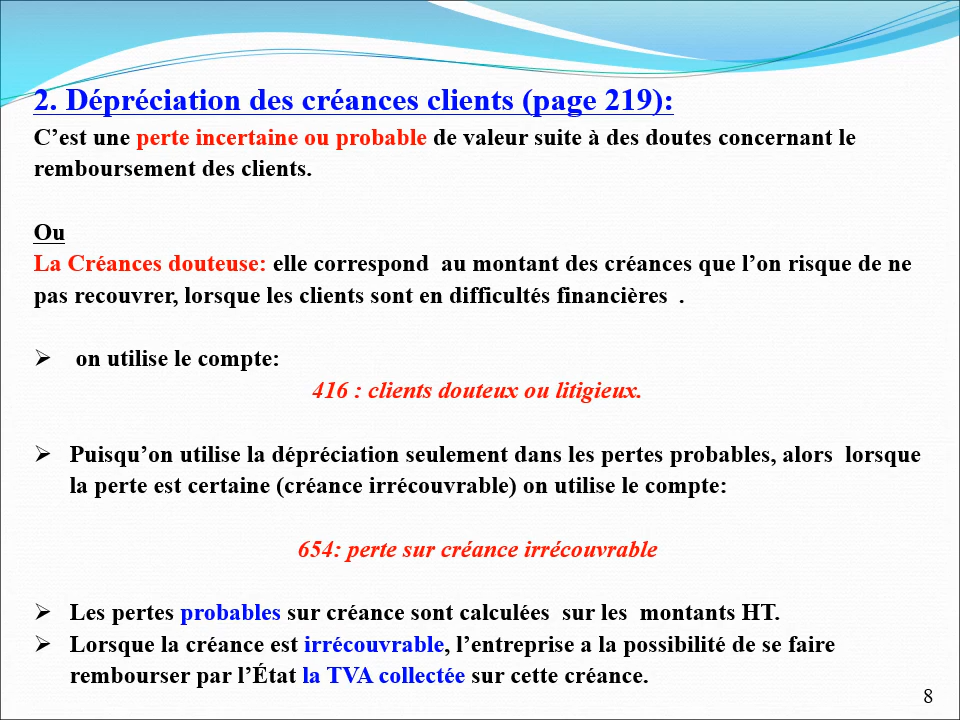 2. Dépréciation des créances clients (page 219):
C’est une perte incertaine ou probable de valeur suite à des doutes concernant le
remboursement des clients.
Ou
La Créances douteuse: elle correspond au montant des créances que l’on risque de ne
pas recouvrer, lorsque les clients sont en difficultés financières .
➢ on utilise le compte:
416 : clients douteux ou litigieux.
➢ Puisqu’on utilise la dépréciation seulement dans les pertes probables, alors lorsque
la perte est certaine (créance irrécouvrable) on utilise le compte:
654: perte sur créance irrécouvrable
➢ Les pertes probables sur créance sont calculées sur les montants HT.
➢ Lorsque la créance est irrécouvrable, l’entreprise a la possibilité de se faire
rembourser par l’État la TVA collectée sur cette créance.
8